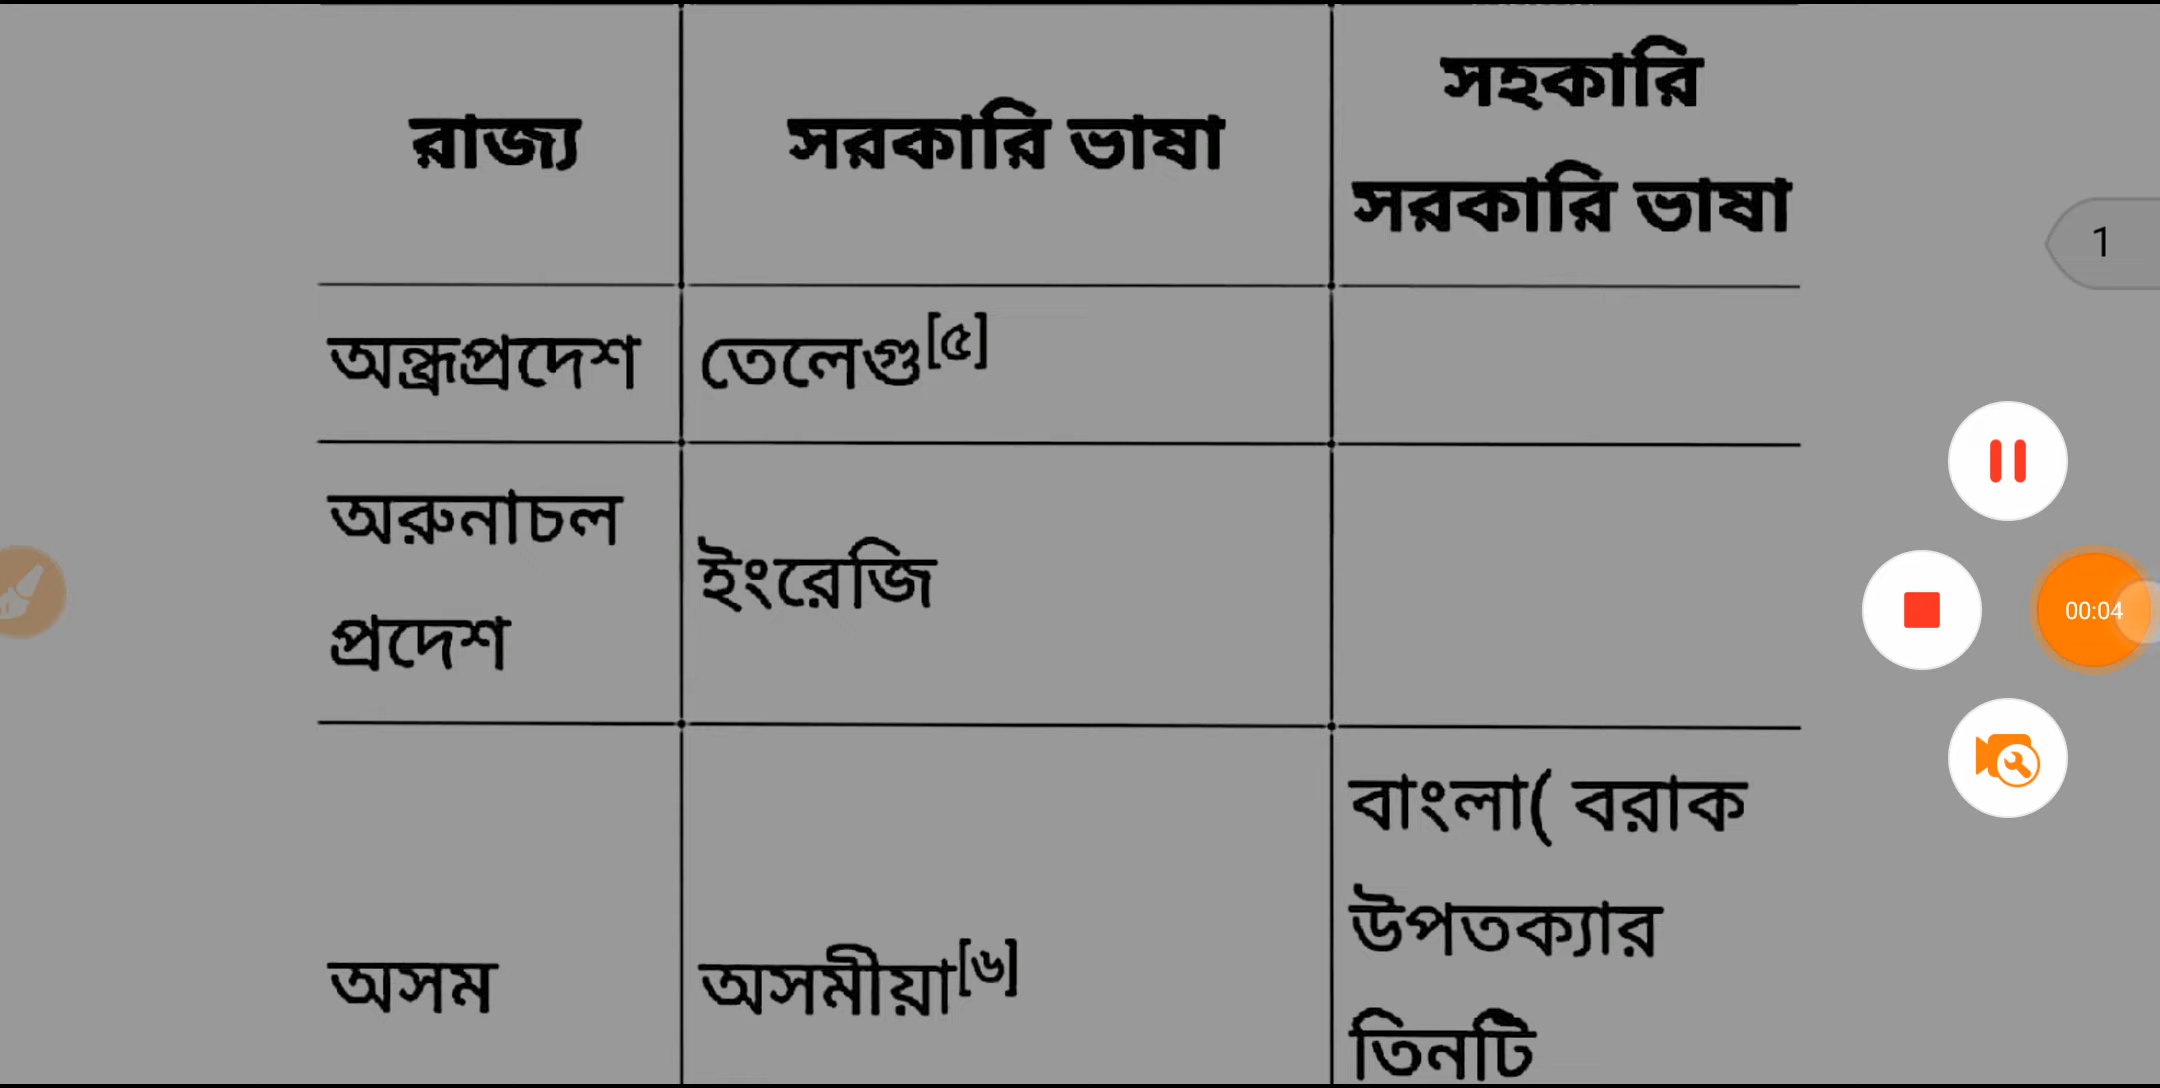 রাজ্য
সরকারি ভাষা
সহকারি
সরকারি ভাষা
অন্ধ্রপ্রদেশ
তেলেগু[৫]
অরুনাচল
প্রদেশ
ইংরেজি
অসম
অসমীয়া[৬]
বাংলা( বরাক
উপতক্যার
তিনটি
1
00:04